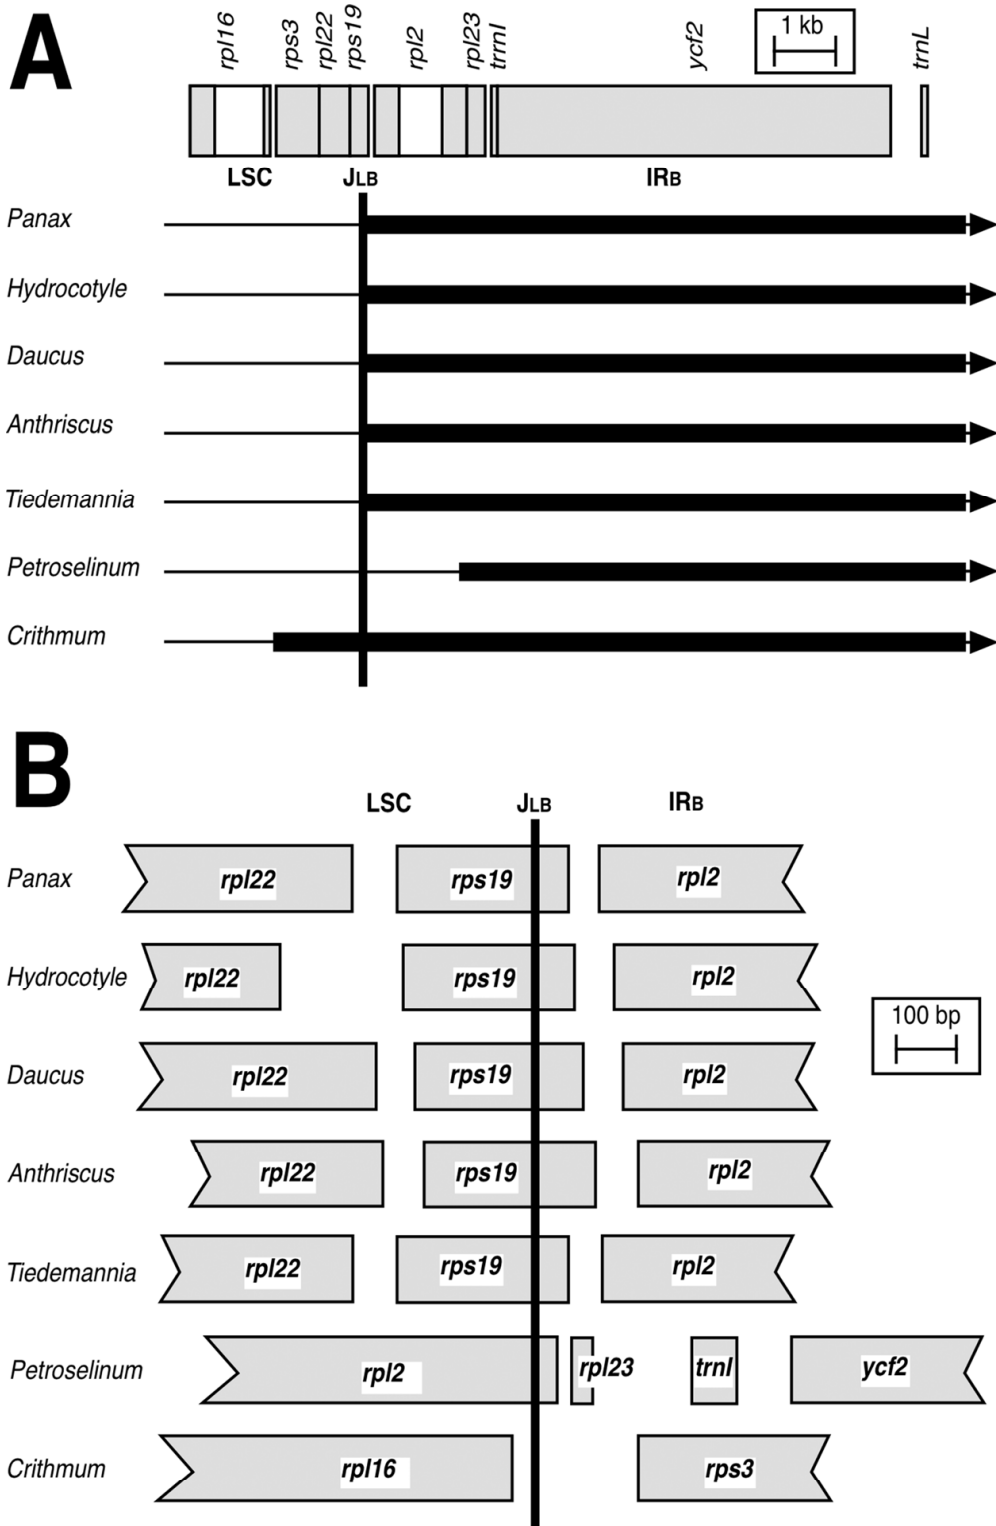 A
rpl16 rps3 rpl22 rps19 rpl2 rpl23 trrnI ycf2 1 kb trnL
LSC JLB IRB
Panax
Hydrocotyle
Daucus
Anthriscus
Tiedemannia
Petroselinum
Crithmum
B
LSC JLB IRB
Panax rpl22 rps19 rpl2
Hydrocotyle rpl22 rps19 rpl2
100 bp
Daucus rpl22 rps19 rpl2
Anthriscus rpl22 rps19 rpl2
Tiedemannia rpl22 rps19 rpl2
Petroselinum rpl2 rpl23 trnI ycf2
Crithmum rpl16 rps3